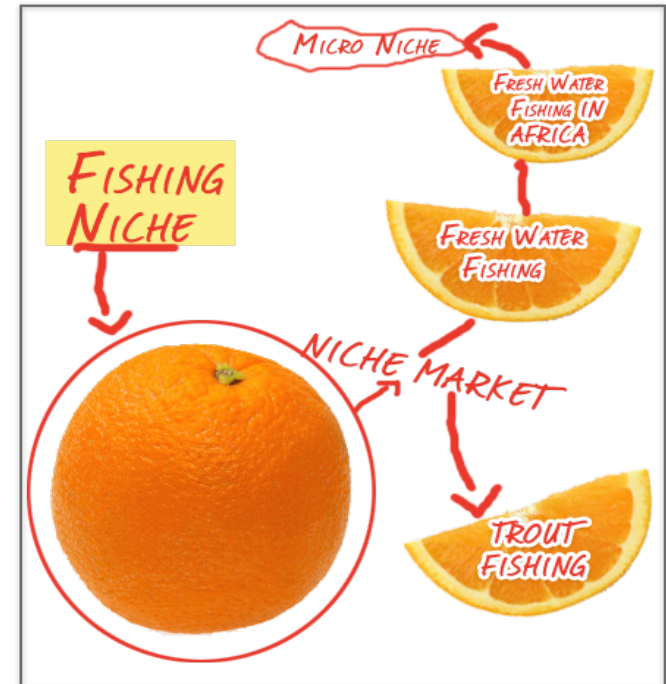 Micro Niche
Fresh Water
Fishing IN
AFRICA
Fishing
Niche
Fresh Water
Fishing
NICHE MARKET
TROUT
FISHING